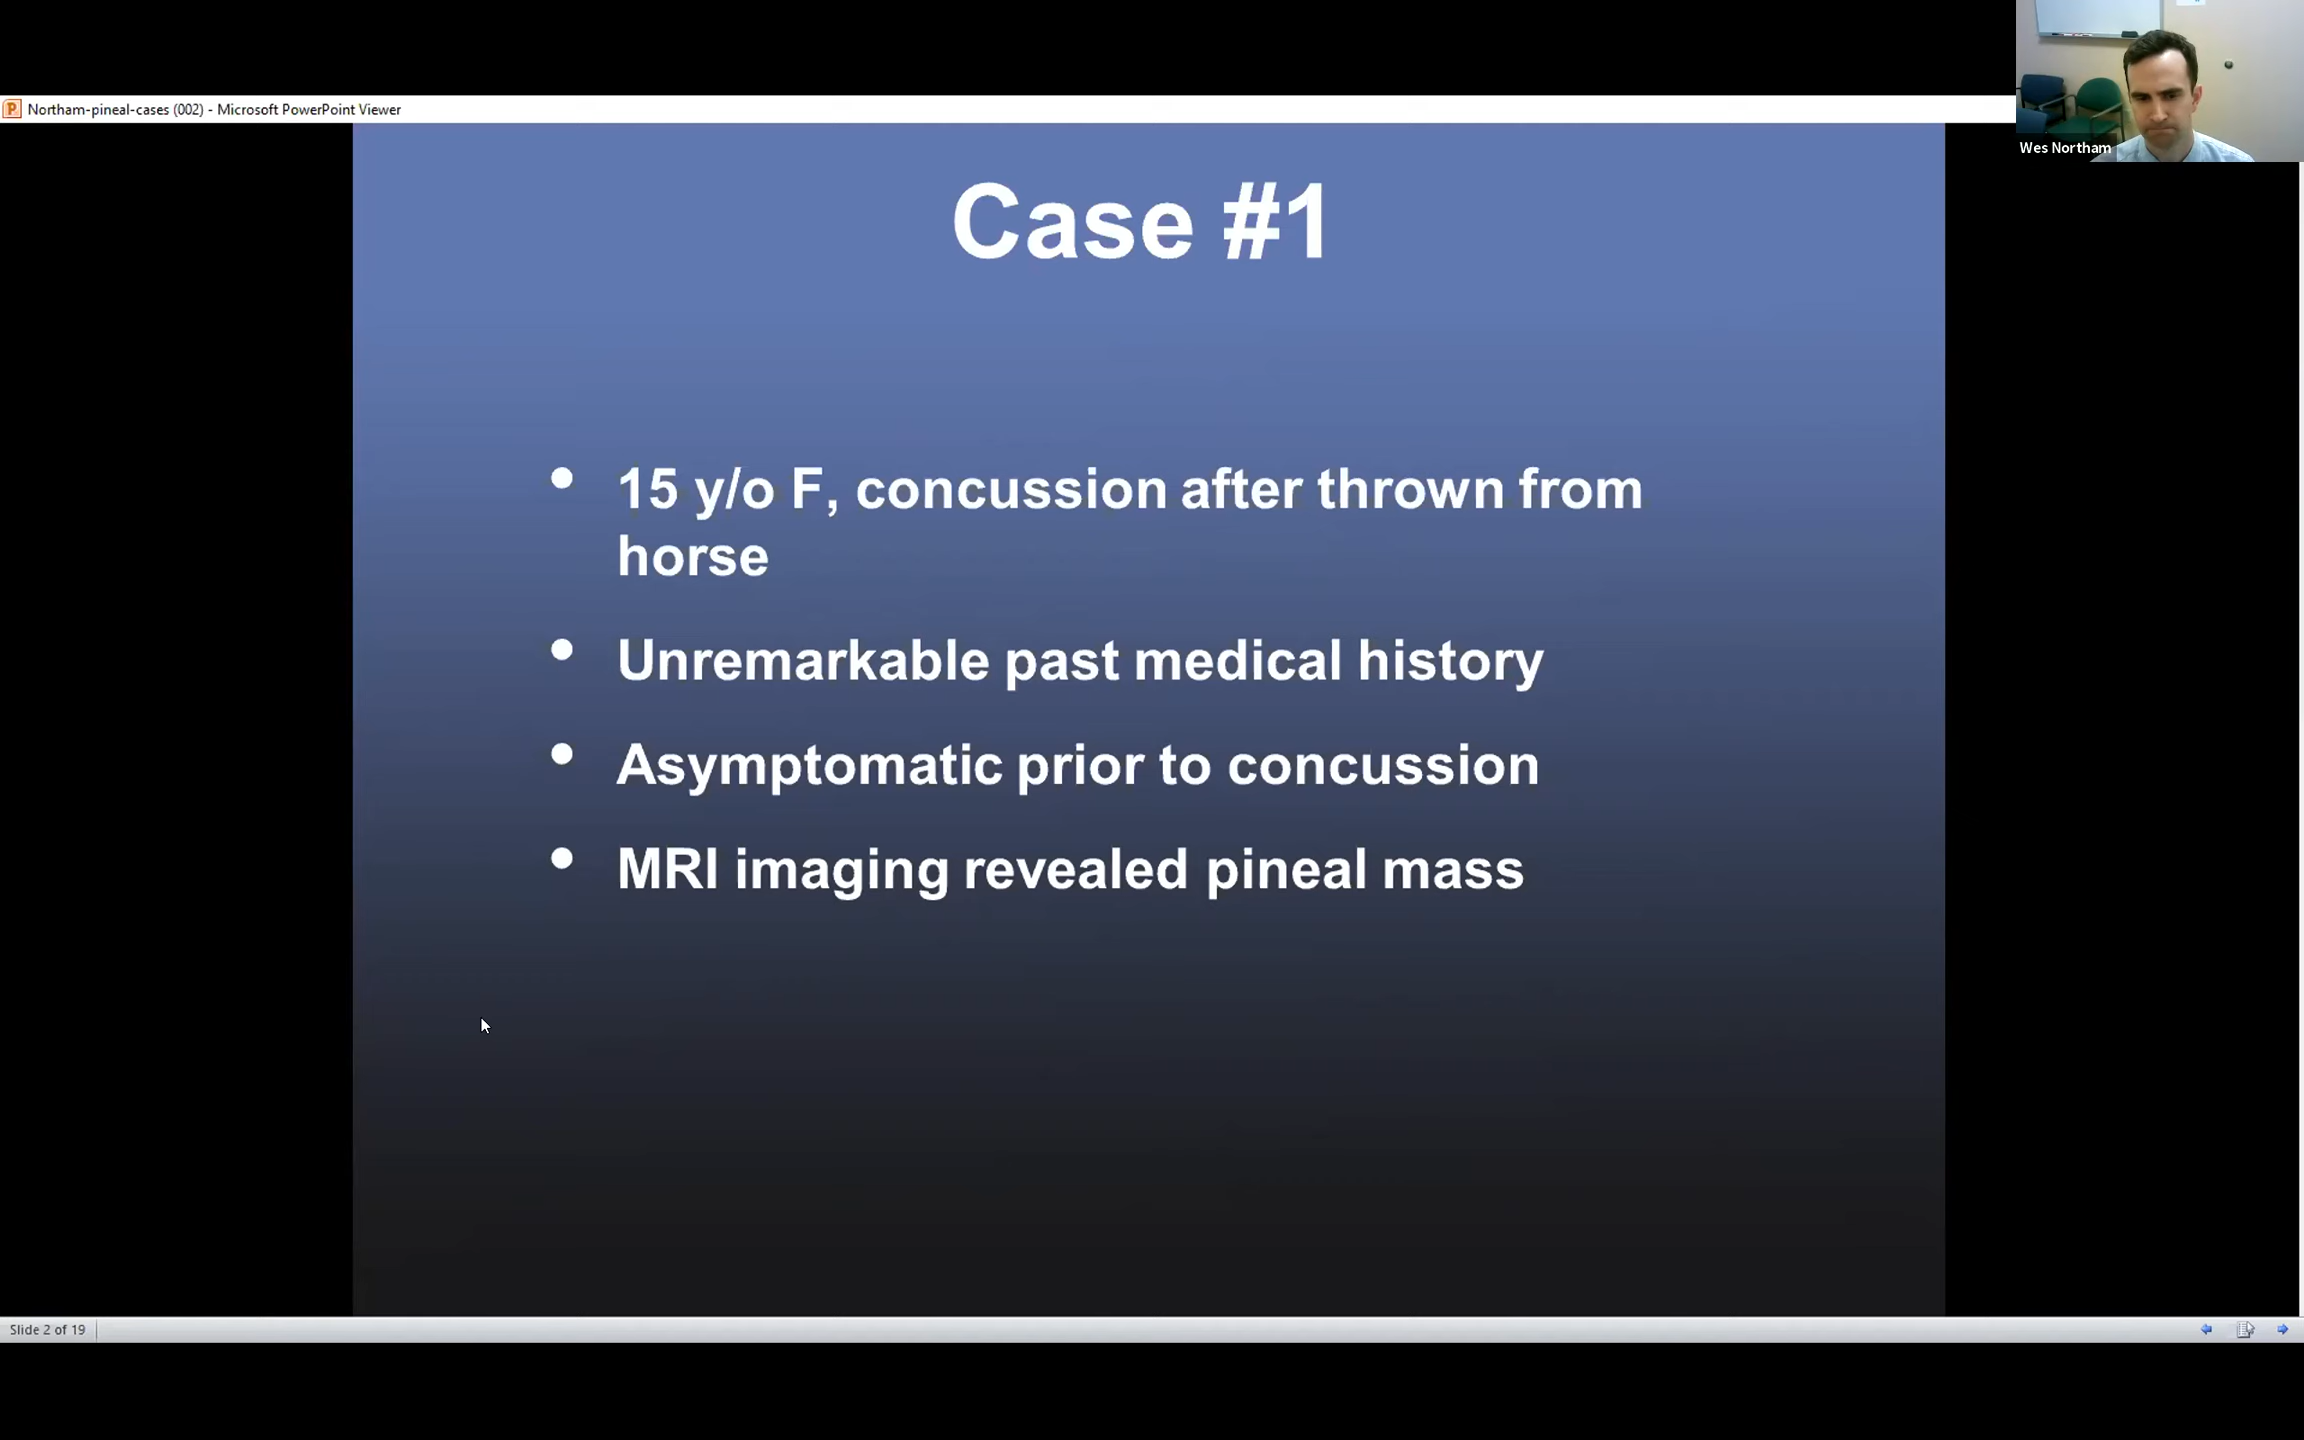 Northam-pineal-cases (002) - Microsoft PowerPoint Viewer
Wes Northam
Case #1
• 15 y/o F, concussion after thrown from
horse
• Unremarkable past medical history
• Asymptomatic prior to concussion
• MRI imaging revealed pineal mass
Slide 2 of 19